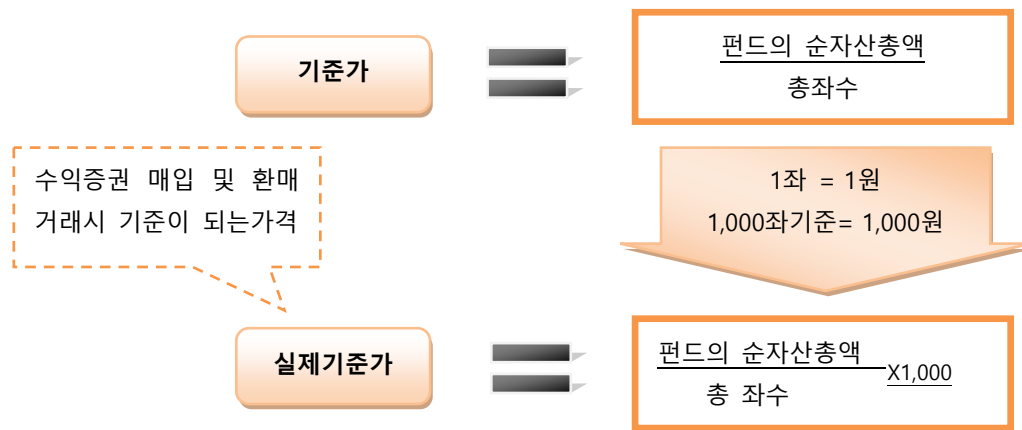 기준가
펀드의 순자산총액
총좌수
수익증권 매입 및 환매
거래시 기준이 되는가격
1좌 = 1원
1,000좌기준= 1,000원
실제기준가
펀드의 순자산총액
X1,000
총 좌수